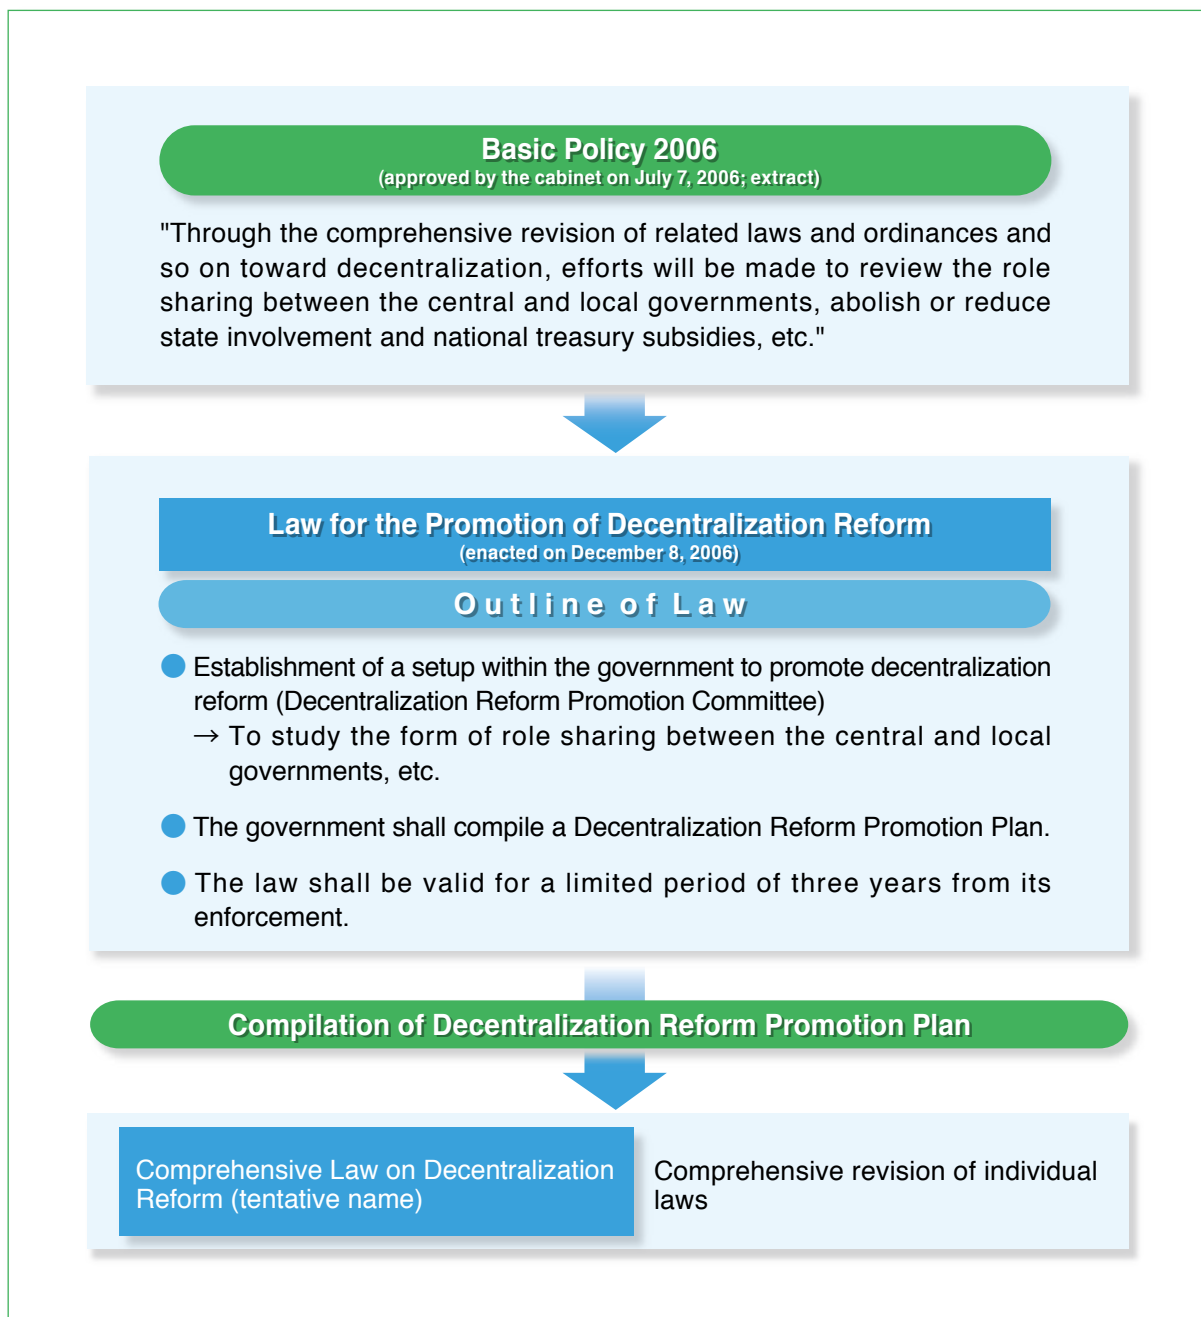 Basic Policy 2006
(approved by the cabinet on July 7, 2006; extract)
"Through the comprehensive revision of related laws and ordinances and
so on toward decentralization, efforts will be made to review the role
sharing between the central and local governments, abolish or reduce
state involvement and national treasury subsidies, etc."
Law for the Promotion of Decentralization Reform
(enacted on December 8, 2006)
Outline of Law
● Establishment of a setup within the government to promote decentralization
reform (Decentralization Reform Promotion Committee)
→ To study the form of role sharing between the central and local
governments, etc.
● The government shall compile a Decentralization Reform Promotion Plan.
● The law shall be valid for a limited period of three years from its
enforcement.
Compilation of Decentralization Reform Promotion Plan
Comprehensive Law on Decentralization
Reform (tentative name)
Comprehensive revision of individual
laws